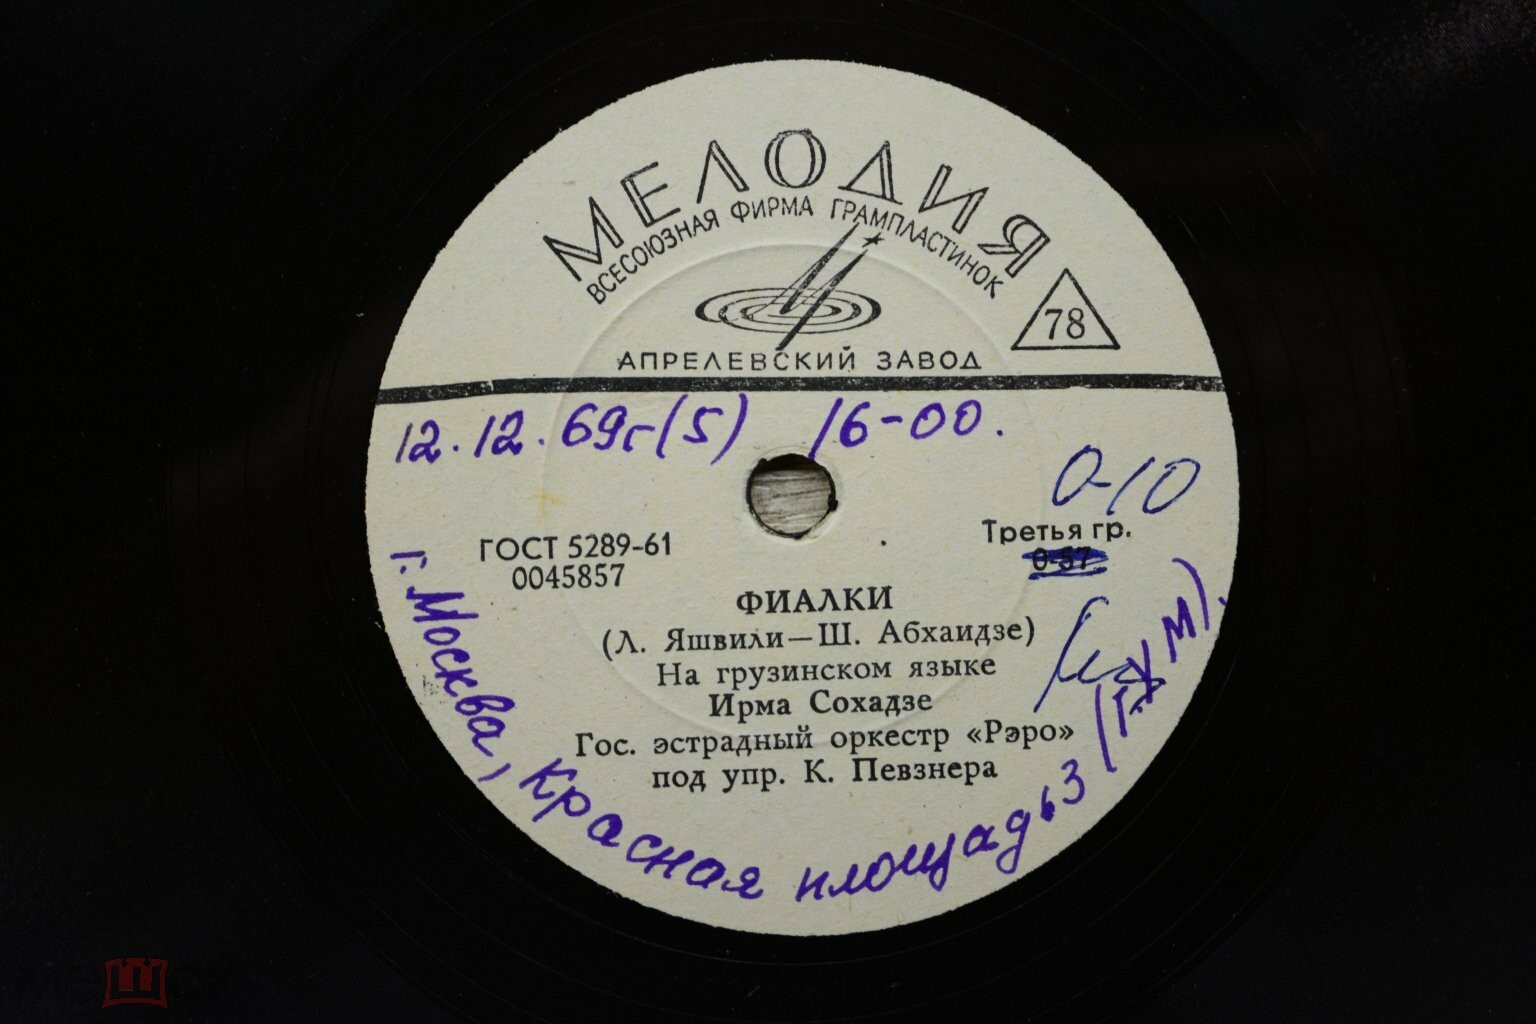 МЕЛОДИЯ
ВСЕСОЮЗНАЯ ФИРМА ГРАМПЛАСТИНОК
78
АПРЕЛЕВСКИЙ ЗАВОД
12.12.69г(5) 16-00.
0-10
ГОСТ 5289-61
0045857
Третья гр.
0-57
ФИАЛКИ
(Л. Яшвили—Ш. Абхаидзе)
На грузинском языке
Ирма Сохадзе
Гос. эстрадный оркестр «Рэро»
под упр. К. Певзнера
г. Москва, Красная площадь 3 (ГУМ).